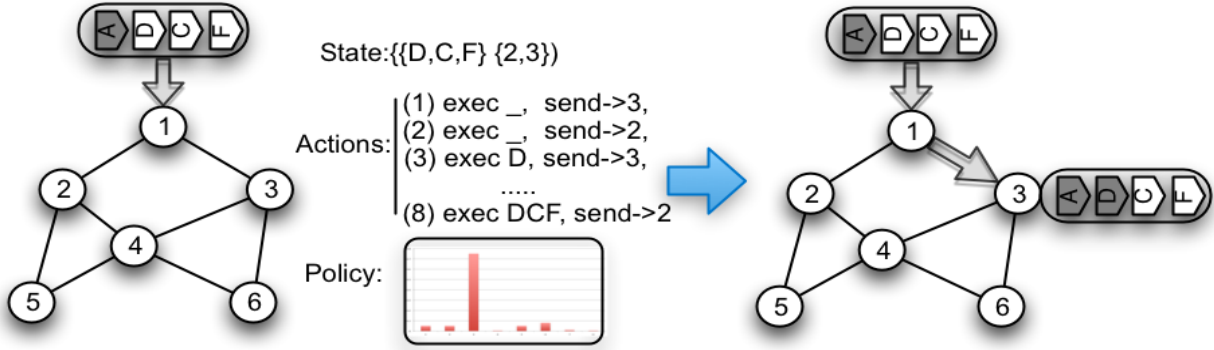 A D C F
State:{{D,C,F} {2,3})
Actions:
(1) exec _, send->3,
(2) exec _, send->2,
(3) exec D, send->3,
.....
(8) exec DCF, send->2
Policy:
1
2
3
4
5
6
A D C F
1
2
3
A D C F
4
5
6